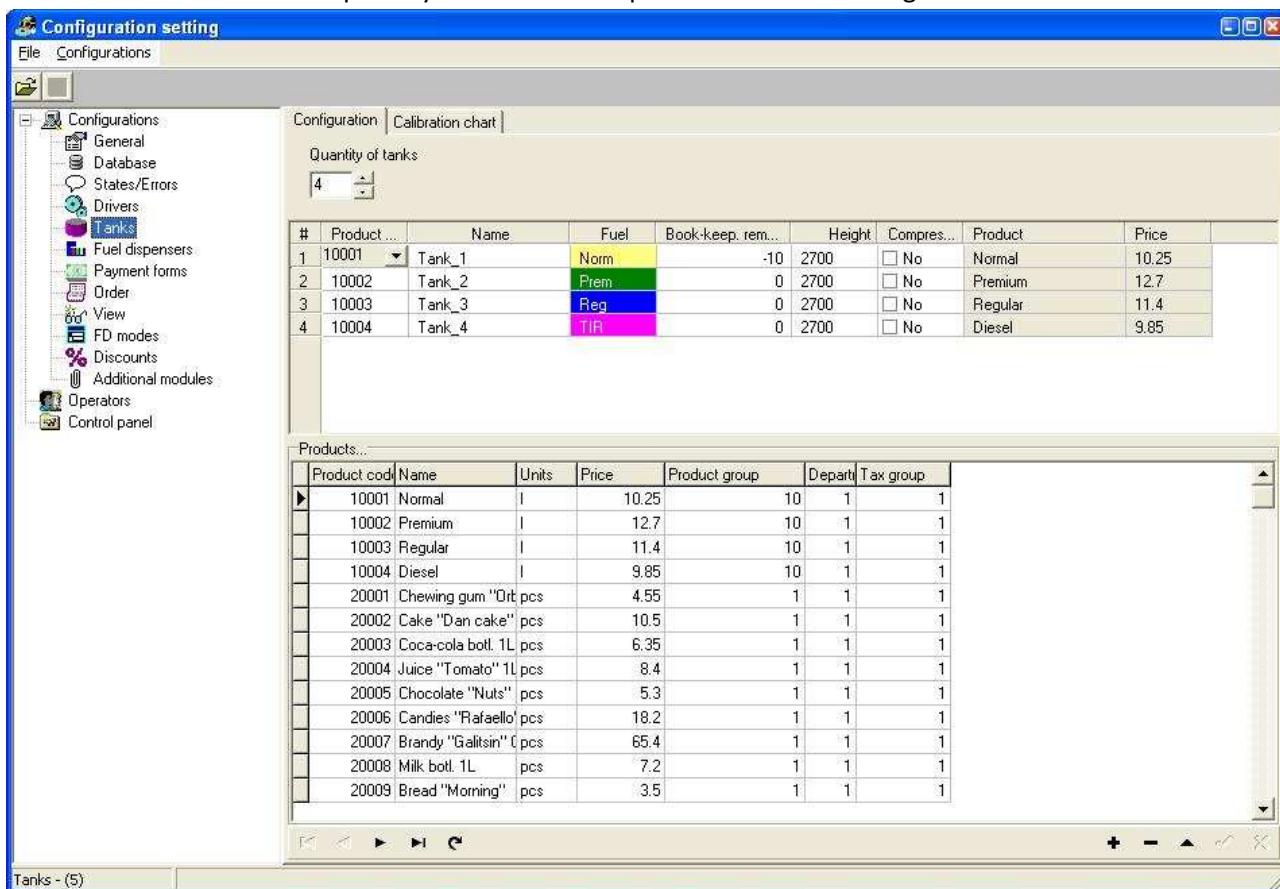 Configuration setting
File Configurations
Configurations
General
Database
States/Errors
Drivers
Tanks
Fuel dispensers
Payment forms
Order
View
FD modes
Discounts
Additional modules
Operators
Control panel
Configuration Calibration chart
Quantity of tanks
4
# Product ... Name Fuel Book-keep. rem... Height Compres... Product Price
1 10001 Tank_1 Norm -10 2700 No Normal 10.25
2 10002 Tank_2 Prem 0 2700 No Premium 12.7
3 10003 Tank_3 Reg 0 2700 No Regular 11.4
4 10004 Tank_4 TIR 0 2700 No Diesel 9.85
Products...
Product cod Name Units Price Product group Departi Tax group
10001 Normal l 10.25 10 1 1
10002 Premium l 12.7 10 1 1
10003 Regular l 11.4 10 1 1
10004 Diesel l 9.85 10 1 1
20001 Chewing gum "Orb pcs 4.55 1 1 1
20002 Cake "Dan cake" pcs 10.5 1 1 1
20003 Coca-cola botl. 1L pcs 6.35 1 1 1
20004 Juice "Tomato" 1L pcs 8.4 1 1 1
20005 Chocolate "Nuts" pcs 5.3 1 1 1
20006 Candies "Rafaello" pcs 18.2 1 1 1
20007 Brandy "Galitsin" pcs 65.4 1 1 1
20008 Milk botl. 1L pcs 7.2 1 1 1
20009 Bread "Morning" pcs 3.5 1 1 1
Tanks - (5)